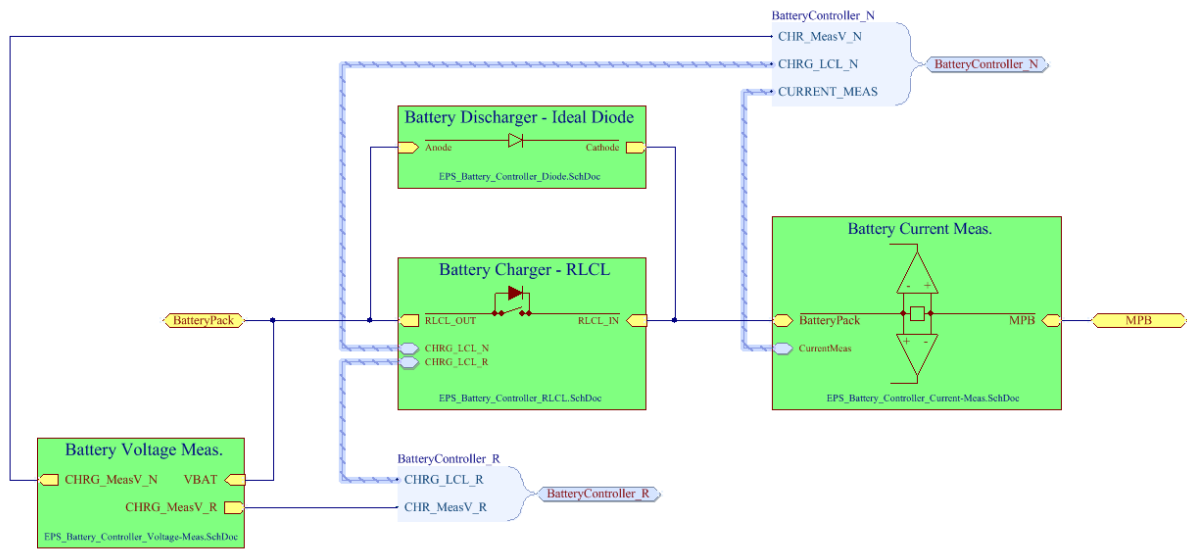 BatteryController_N
CHR_MeasV_N
CHRG_LCL_N
BatteryController_N
CURRENT_MEAS
Battery Discharger - Ideal Diode
Anode
Cathode
EPS_Battery_Controller_Diode.SchDoc
Battery Current Meas.
- +
BatteryPack
MPB
+ -
CurrentMeas
EPS_Battery_Controller_Current-Meas.SchDoc
MPB
Battery Charger - RLCL
BatteryPack
RLCL_OUT
RLCL_IN
CHRG_LCL_N
CHRG_LCL_R
EPS_Battery_Controller_RLCL.SchDoc
Battery Voltage Meas.
CHRG_MeasV_N
VBAT
CHRG_MeasV_R
EPS_Battery_Controller_Voltage-Meas.SchDoc
BatteryController_R
CHRG_LCL_R
BatteryController_R
CHR_MeasV_R